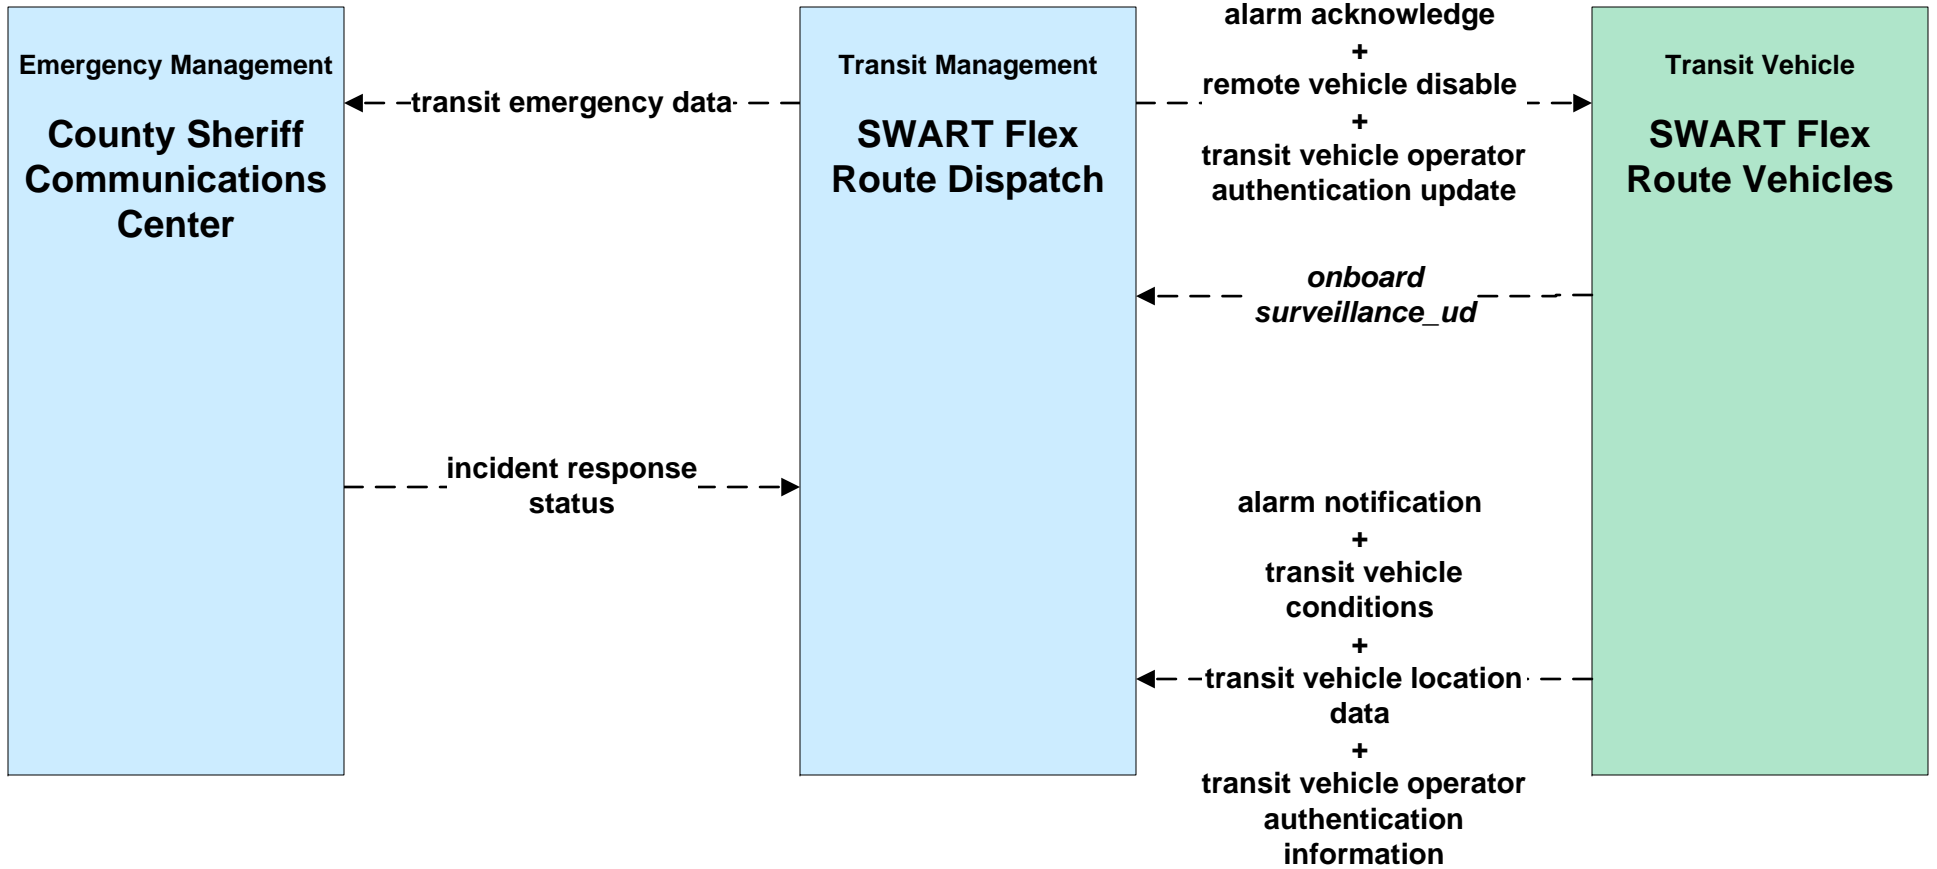 Emergency Management
County Sheriff
Communications
Center
transit emergency data
incident response
status
Transit Management
SWART Flex
Route Dispatch
alarm acknowledge
+
remote vehicle disable
+
transit vehicle operator
authentication update
onboard
surveillance_ud
alarm notification
+
transit vehicle
conditions
+
transit vehicle location
data
+
transit vehicle operator
authentication
information
Transit Vehicle
SWART Flex
Route Vehicles